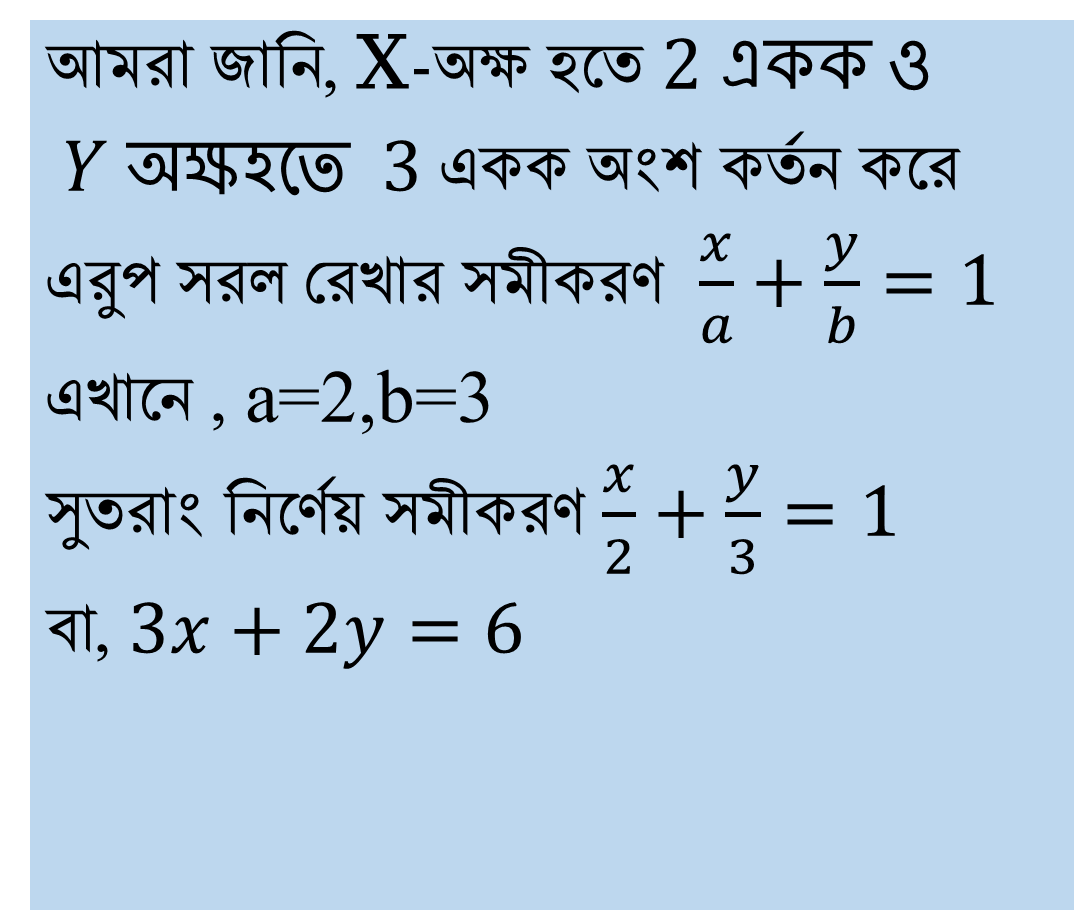 আমরা জানি, X-অক্ষ হতে 2 একক ও
Y অক্ষহতে 3 একক অংশ কর্তন করে
এরুপ সরল রেখার সমীকরণ x/a + y/b = 1
এখানে , a=2,b=3
সুতরাং নির্ণেয় সমীকরণ x/2 + y/3 = 1
বা, 3x + 2y = 6